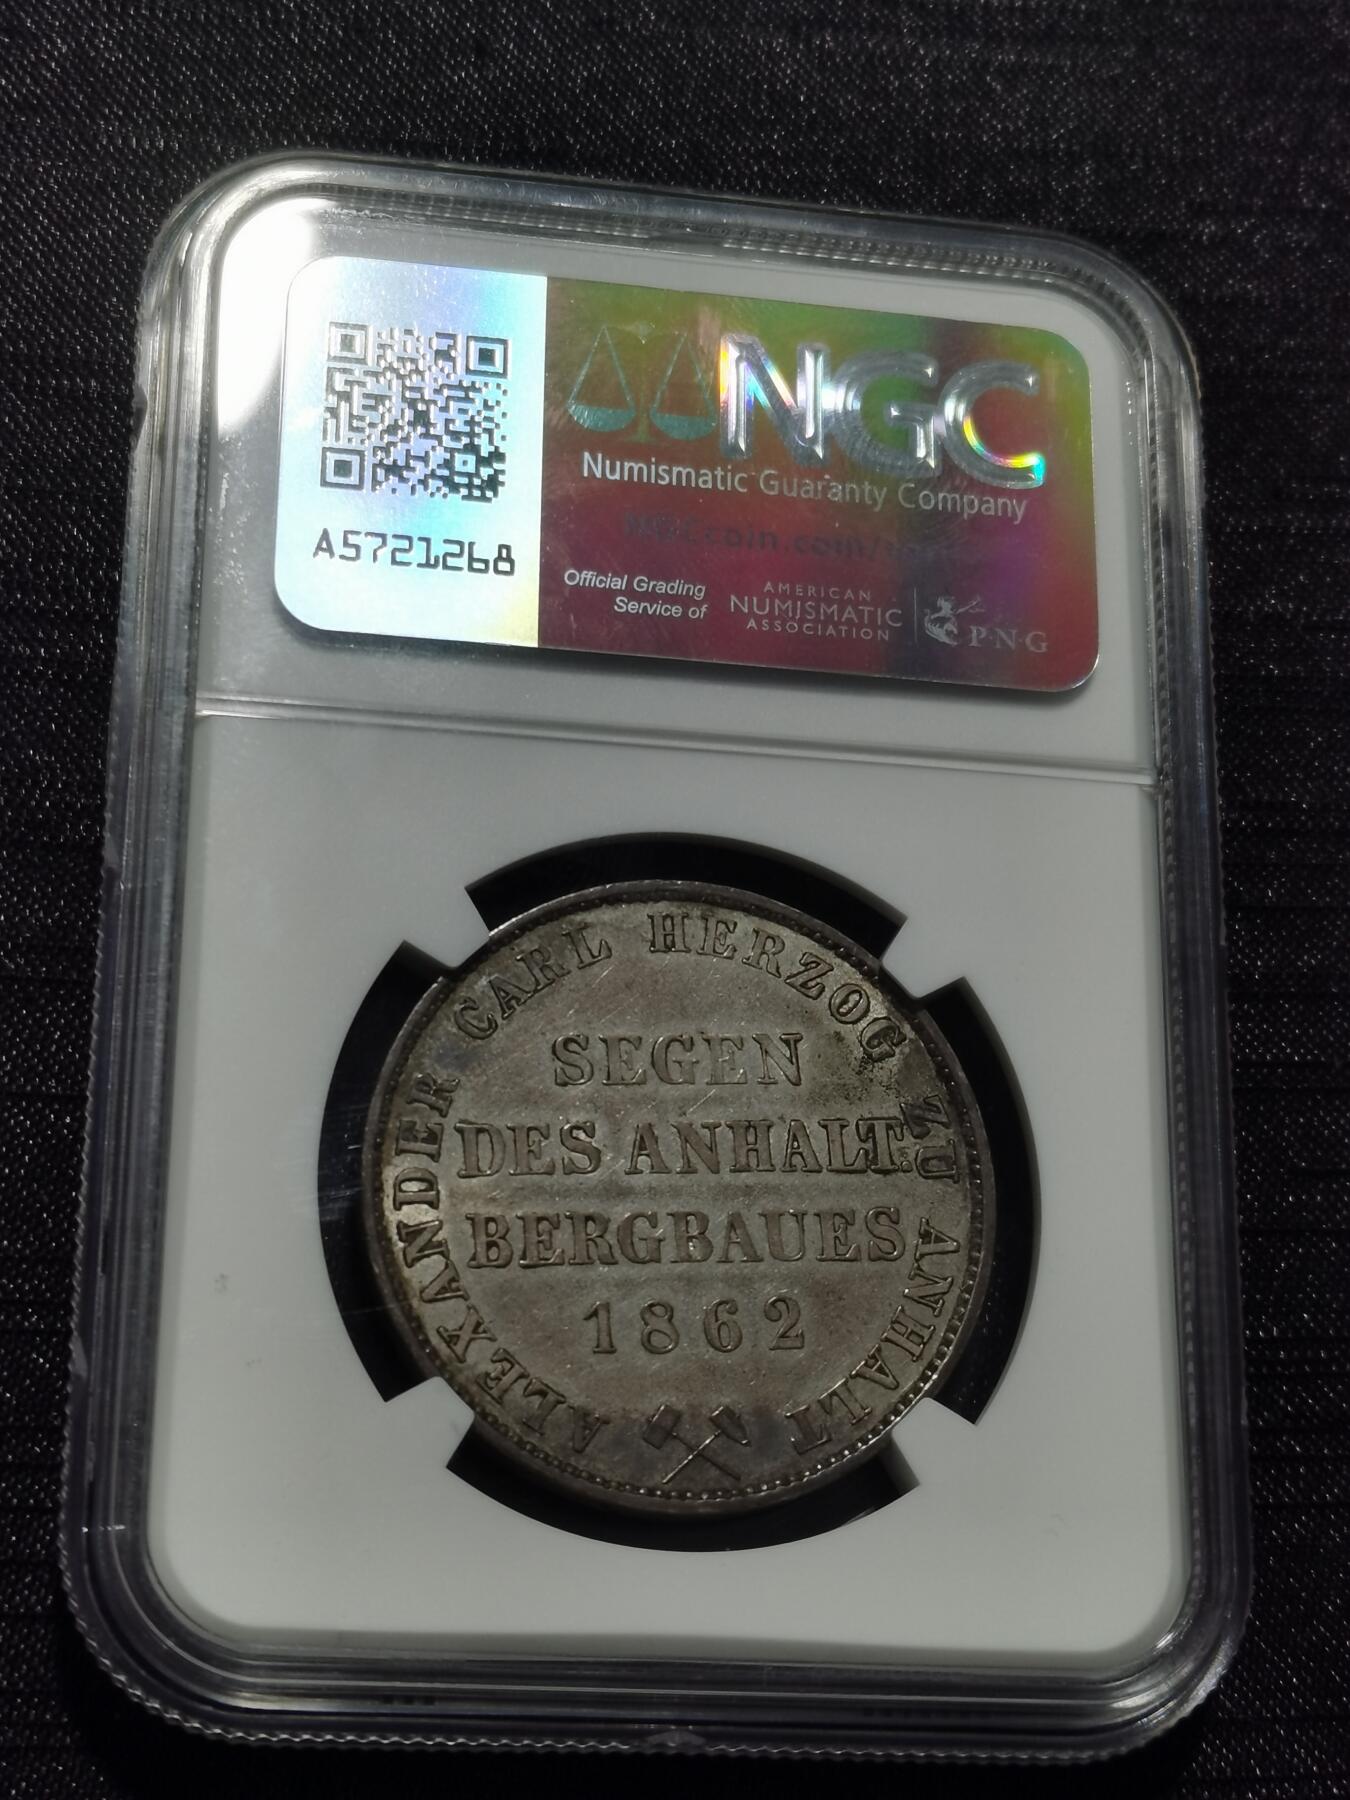 NGC
Numismatic Guaranty Company
A5721268
Official Grading
Service of
AMERICAN
NUMISMATIC
ASSOCIATION
P·N·G
ALEXANDER CARL HERZOG ZU ANHALT
SEGEN
DES ANHALT.
BERGBAUES
1862